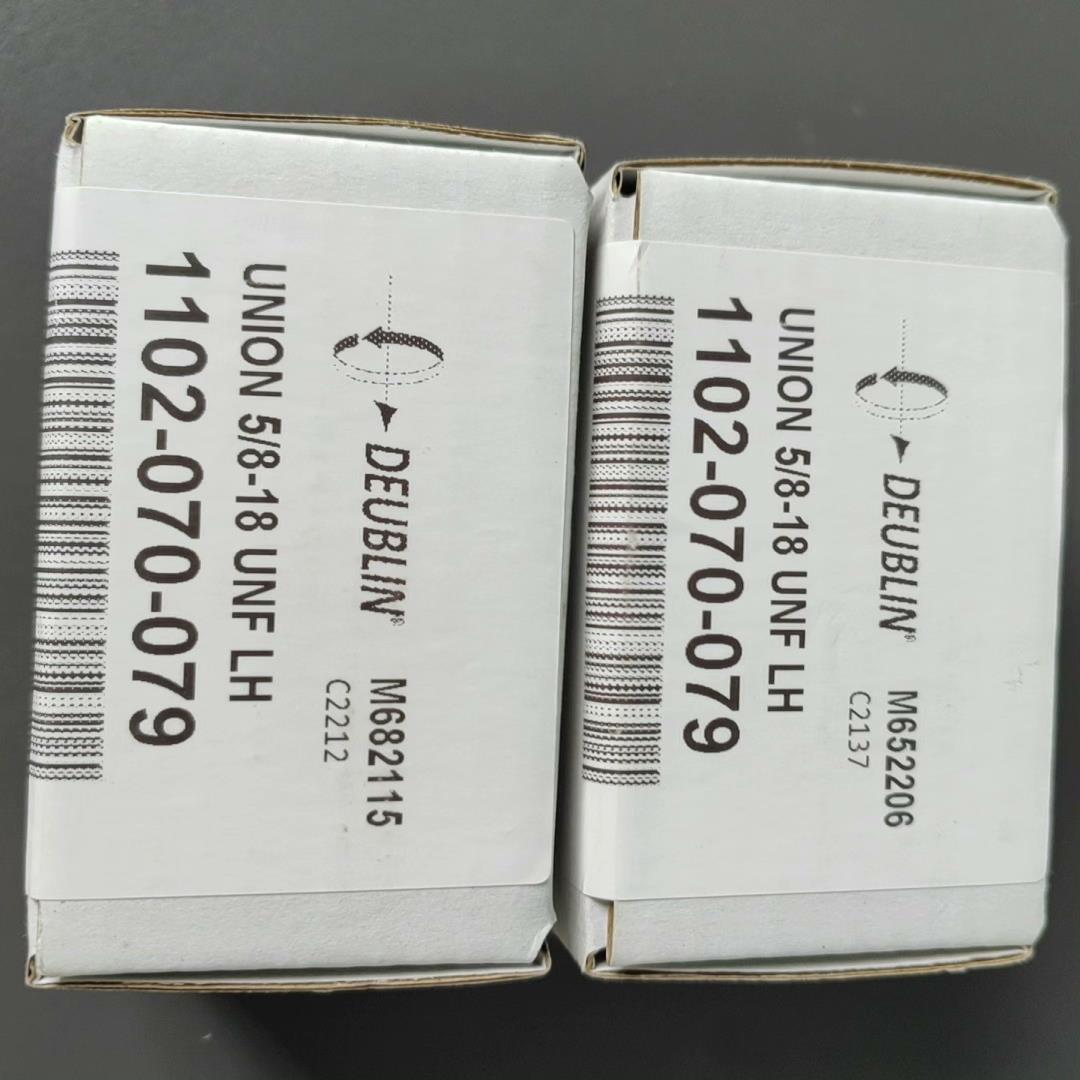 DEUBLIN®
M682115
C2212
UNION 5/8-18 UNF LH
1102-070-079
DEUBLIN®
M652206
C2137
UNION 5/8-18 UNF LH
1102-070-079